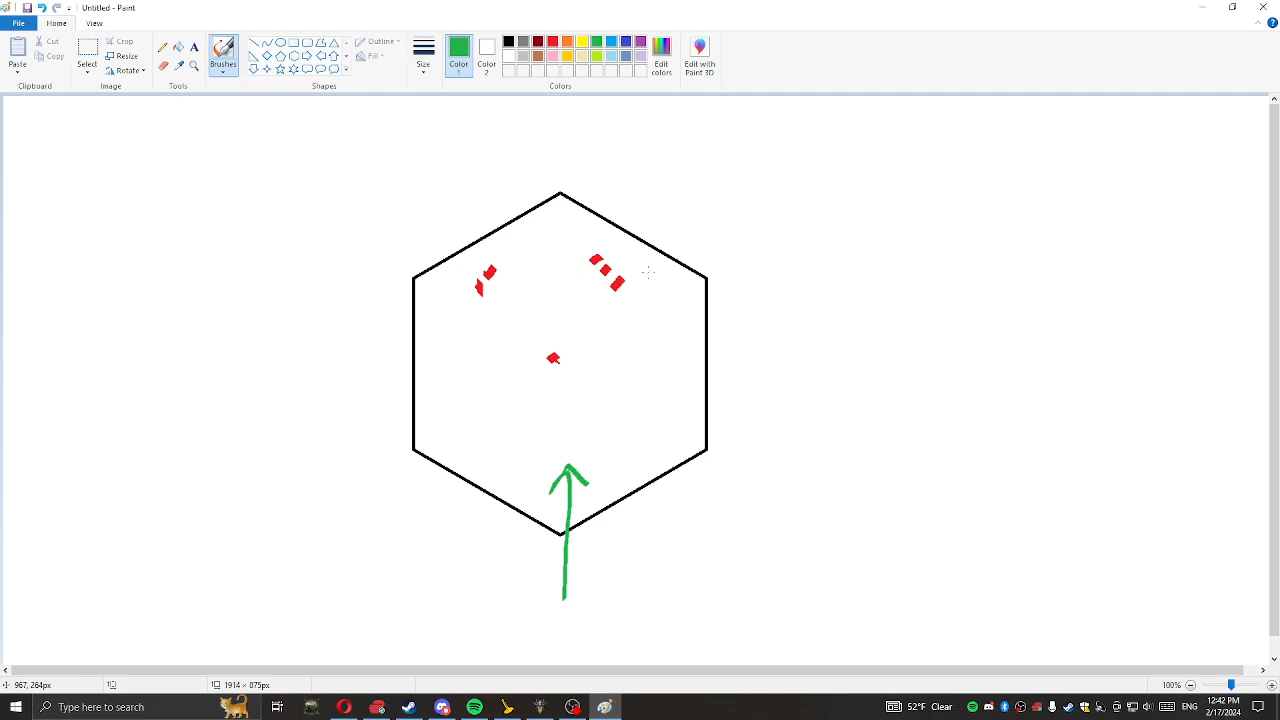 Untitled - Paint
File Home View
Paste
Cut
Copy
Clipboard
Select
Crop
Resize
Rotate
Image
A
Tools
Brushes
Shapes
Outline
Fill
Size
Color 1
Color 2
Colors
Edit colors
Edit with Paint 3D
967, 264px
1914 × 875px
100%
Type here to search
52°F Clear
12:42 PM
2/17/2024